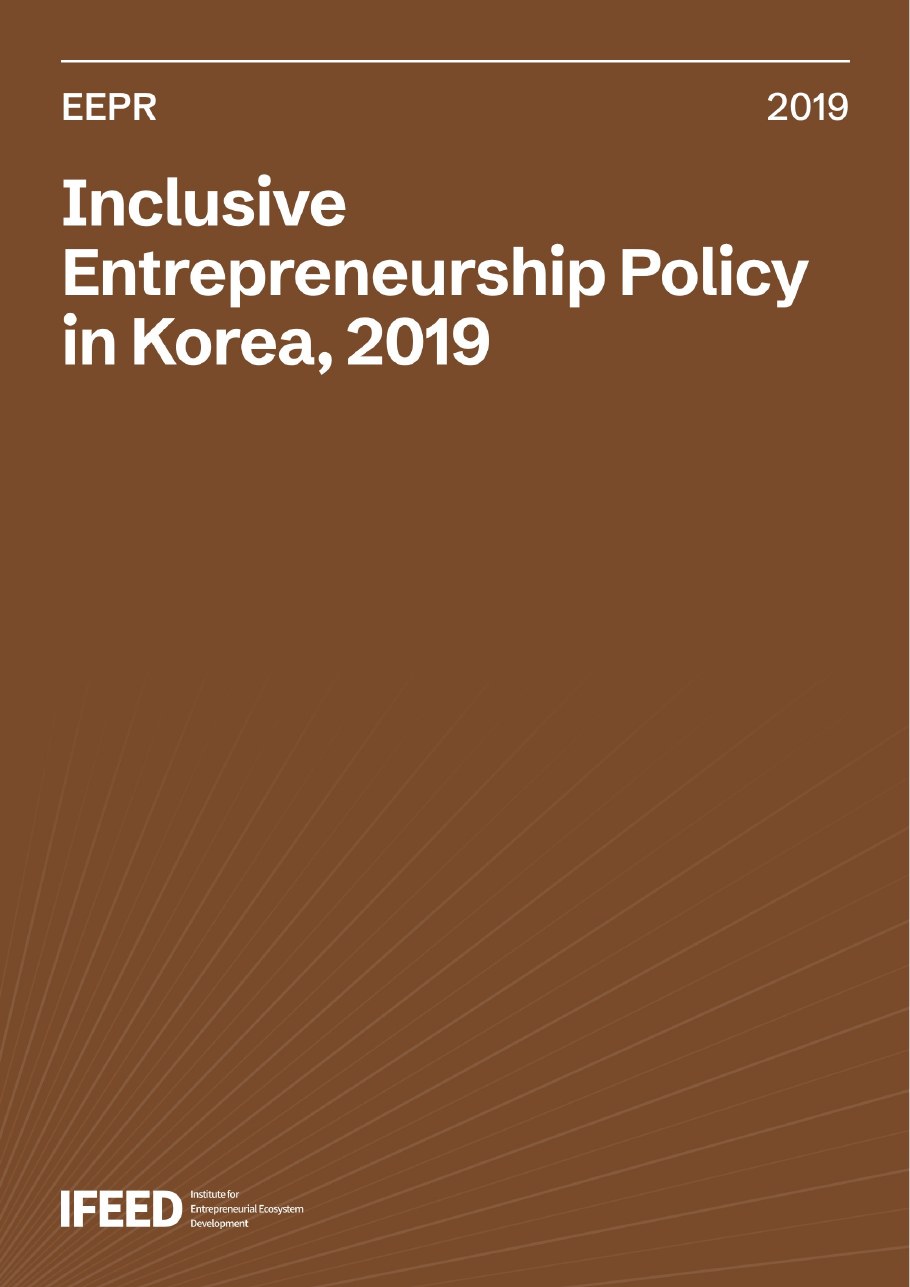 EEPR
2019
Inclusive
Entrepreneurship Policy
in Korea, 2019
IFEED
Institute for
Entrepreneurial Ecosystem
Development